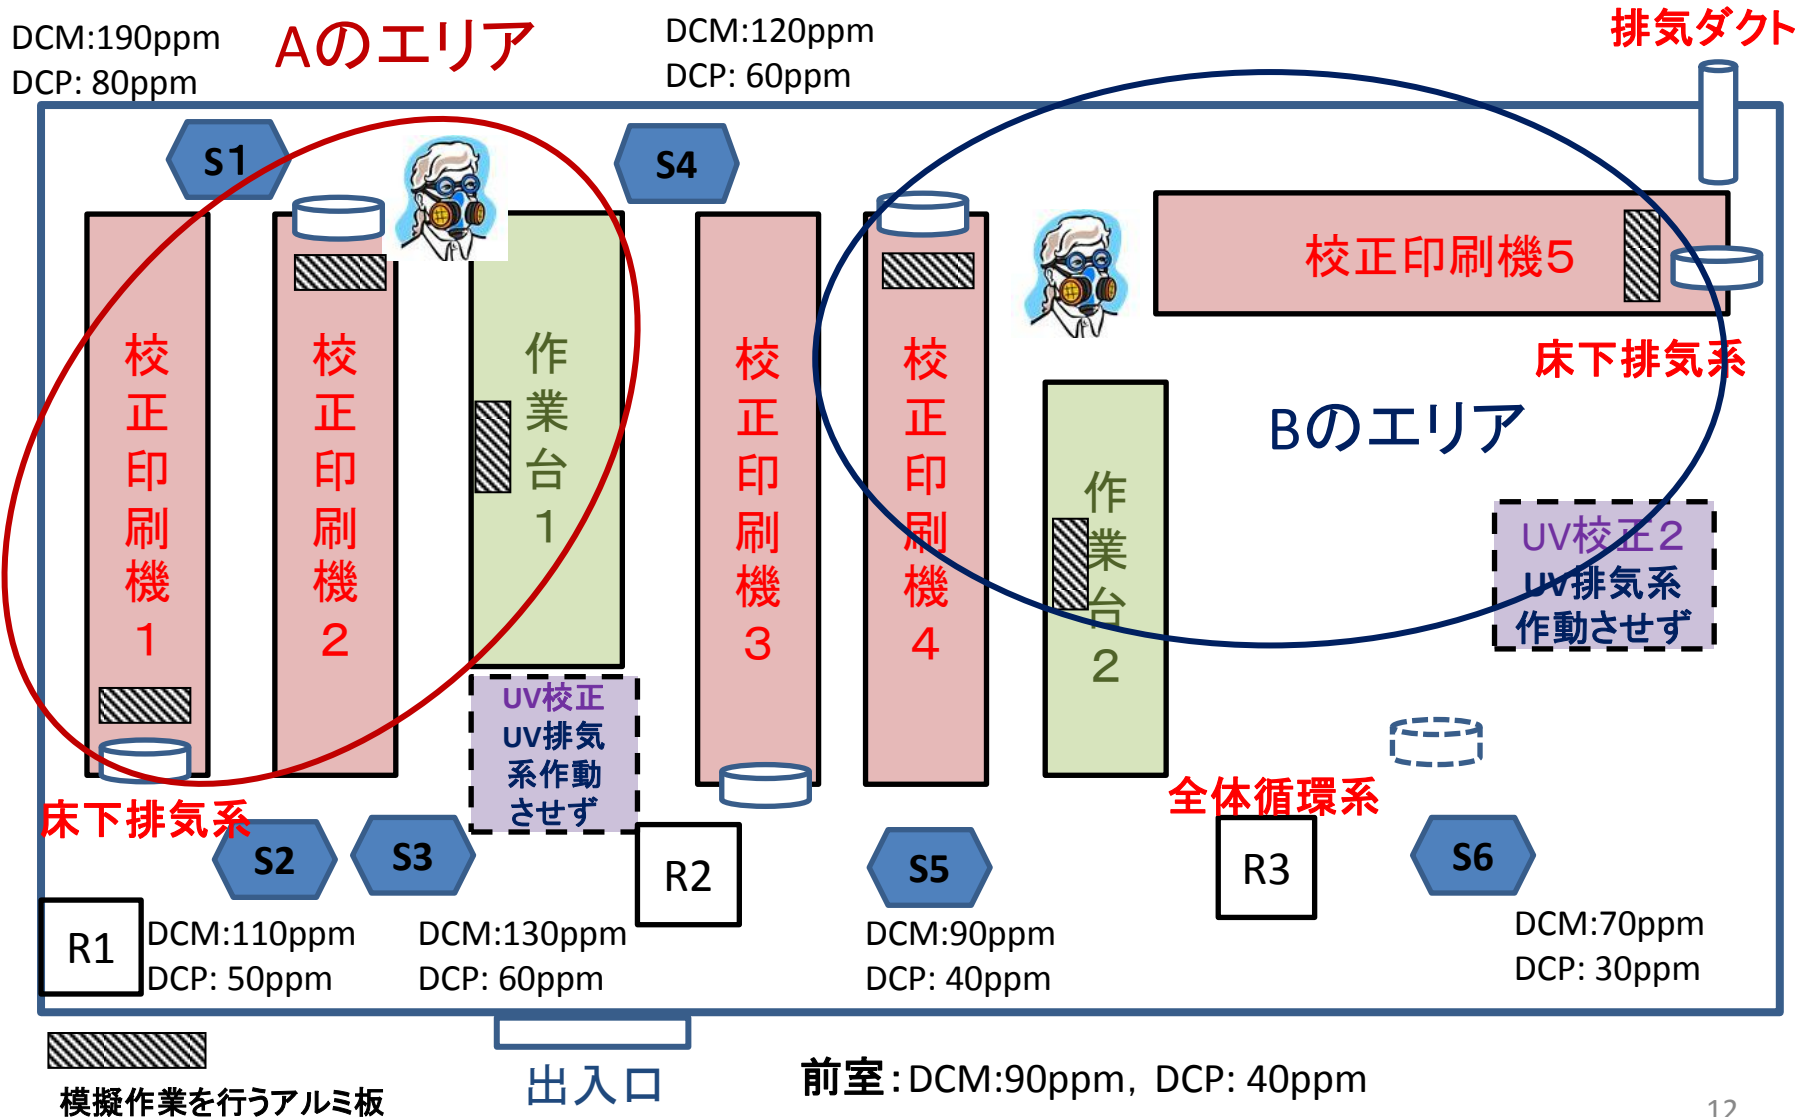 DCM:190ppm
DCP: 80ppm
Aのエリア
DCM:120ppm
DCP: 60ppm
排気ダクト
S1
S4
校正印刷機1
校正印刷機2
作業台1
校正印刷機3
校正印刷機4
校正印刷機5
床下排気系
Bのエリア
作業台2
UV校正2
UV排気系
作動させず
UV校正
UV排気
系作動
させず
床下排気系
全体循環系
S2
S3
R2
S5
R3
S6
R1
DCM:110ppm
DCP: 50ppm
DCM:130ppm
DCP: 60ppm
DCM:90ppm
DCP: 40ppm
DCM:70ppm
DCP: 30ppm
模擬作業を行うアルミ板
出入口
前室:DCM:90ppm, DCP: 40ppm
12